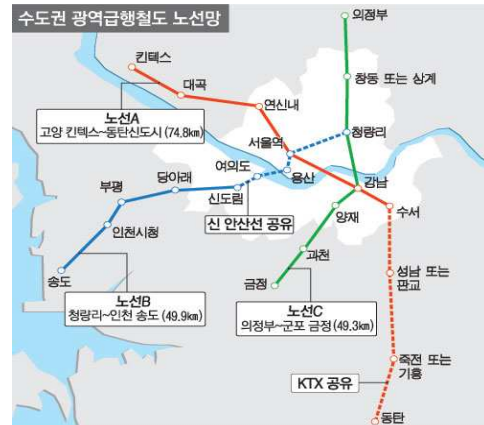 수도권 광역급행철도 노선망
의정부
킨텍스
대곡
연신내
창동 또는 상계
노선A
고양 킨텍스~동탄신도시 (74.8㎞)
서울역
청량리
여의도
용산
강남
부평
당아래
신도림
수서
신 안산선 공유
양재
인천시청
과천
성남 또는
판교
송도
금정
노선B
청량리~인천 송도 (49.9㎞)
노선C
의정부~군포 금정 (49.3㎞)
죽전 또는
기흥
KTX 공유
동탄